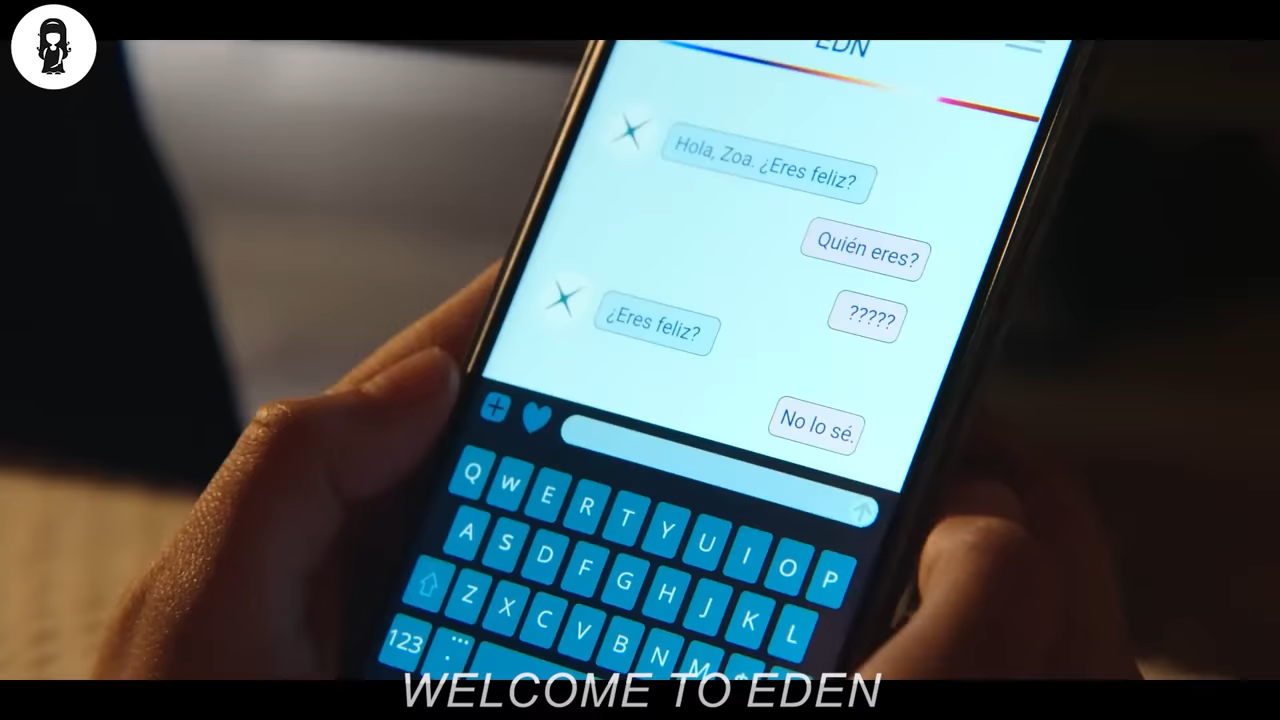 EDN
Hola, Zoa. ¿Eres feliz?
Quién eres?
?????
¿Eres feliz?
No lo sé.
Q W E R T Y U I O P
A S D F G H J K L
Z X C V B N M
123
WELCOME TO EDEN